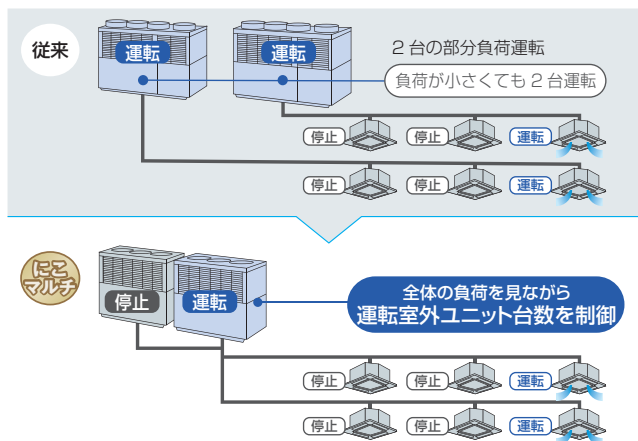 従来
運転
運転
2台の部分負荷運転
負荷が小さくても2台運転
停止
停止
運転
停止
停止
運転
にこ
マルチ
停止
運転
全体の負荷を見ながら
運転室外ユニット台数を制御
停止
停止
運転
停止
停止
運転